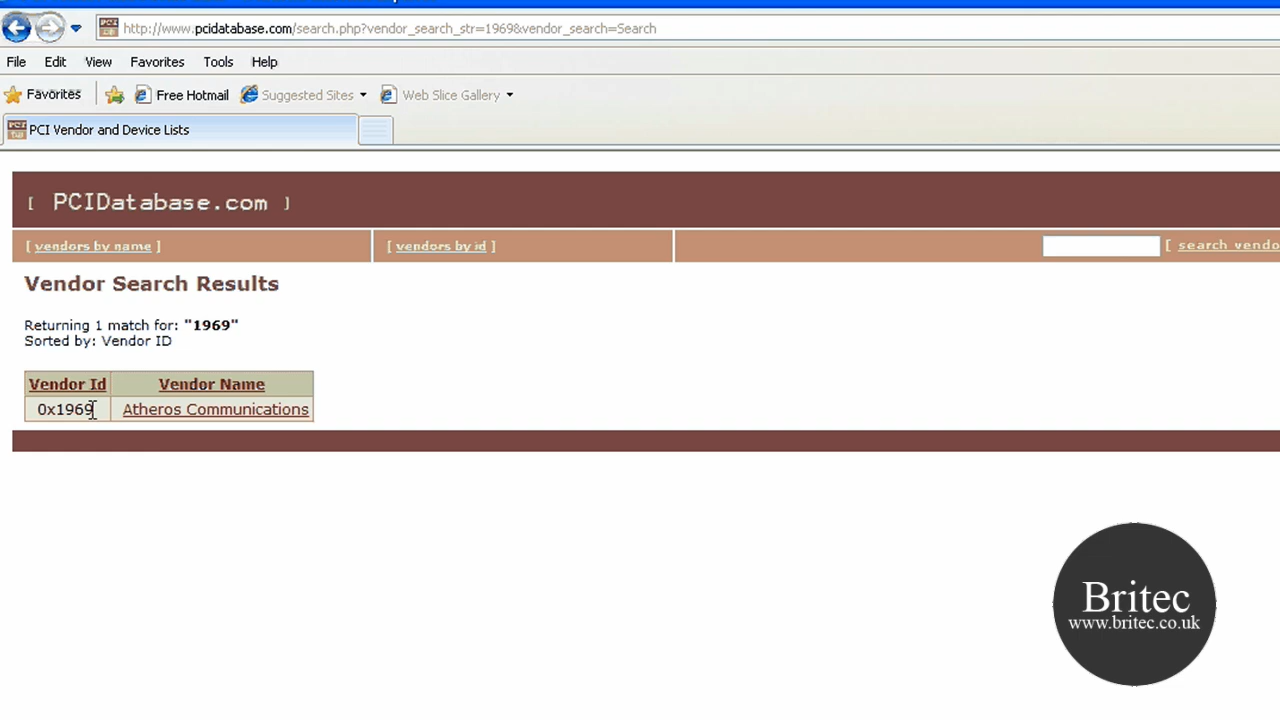 http://www.pcidatabase.com/search.php?vendor_search_str=1969&vendor_search=Search
File Edit View Favorites Tools Help
Favorites Free Hotmail Suggested Sites Web Slice Gallery
PCI Vendor and Device Lists
[ PCIDatabase.com ]
[ vendors by name ] [ vendors by id ] [ search vendo
Vendor Search Results
Returning 1 match for: "1969"
Sorted by: Vendor ID
Vendor Id Vendor Name
0x1969 Atheros Communications
Britec
www.britec.co.uk